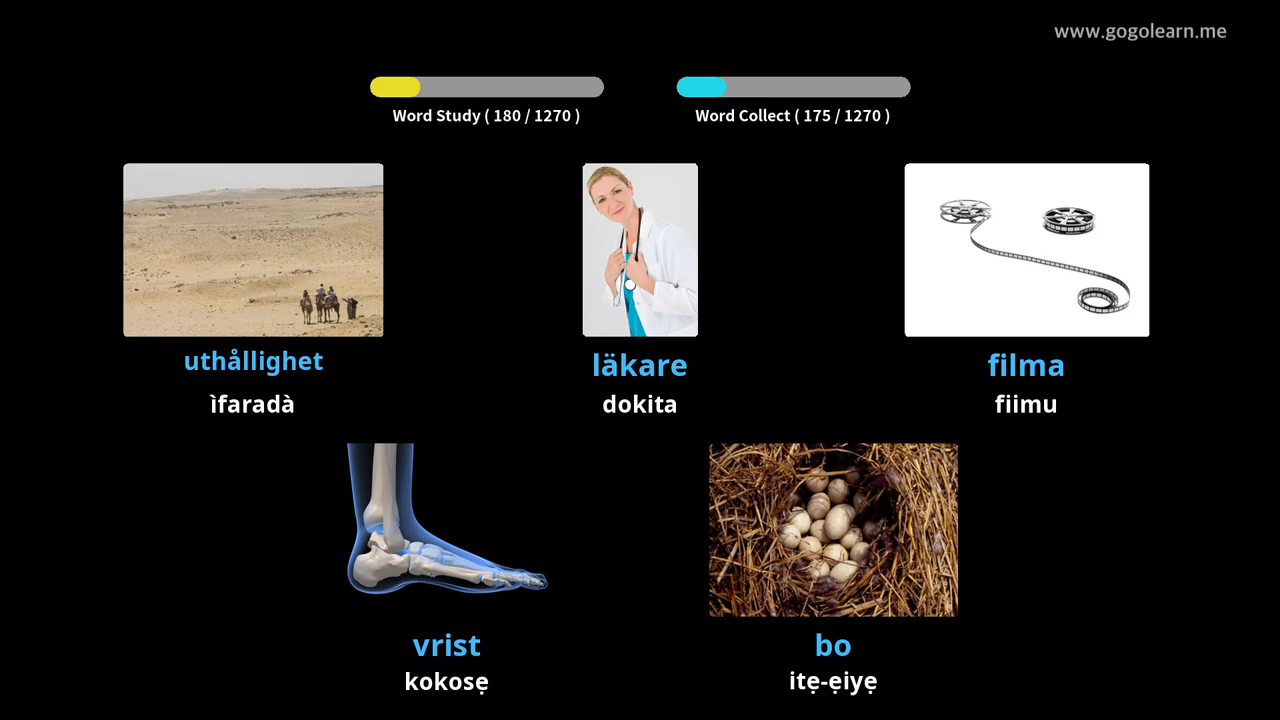 www.gogolearn.me
Word Study ( 180 / 1270 )
Word Collect ( 175 / 1270 )
uthållighet
ìfaradà
läkare
dokita
filma
fiimu
vrist
kokosẹ
bo
itẹ-ẹiyẹ